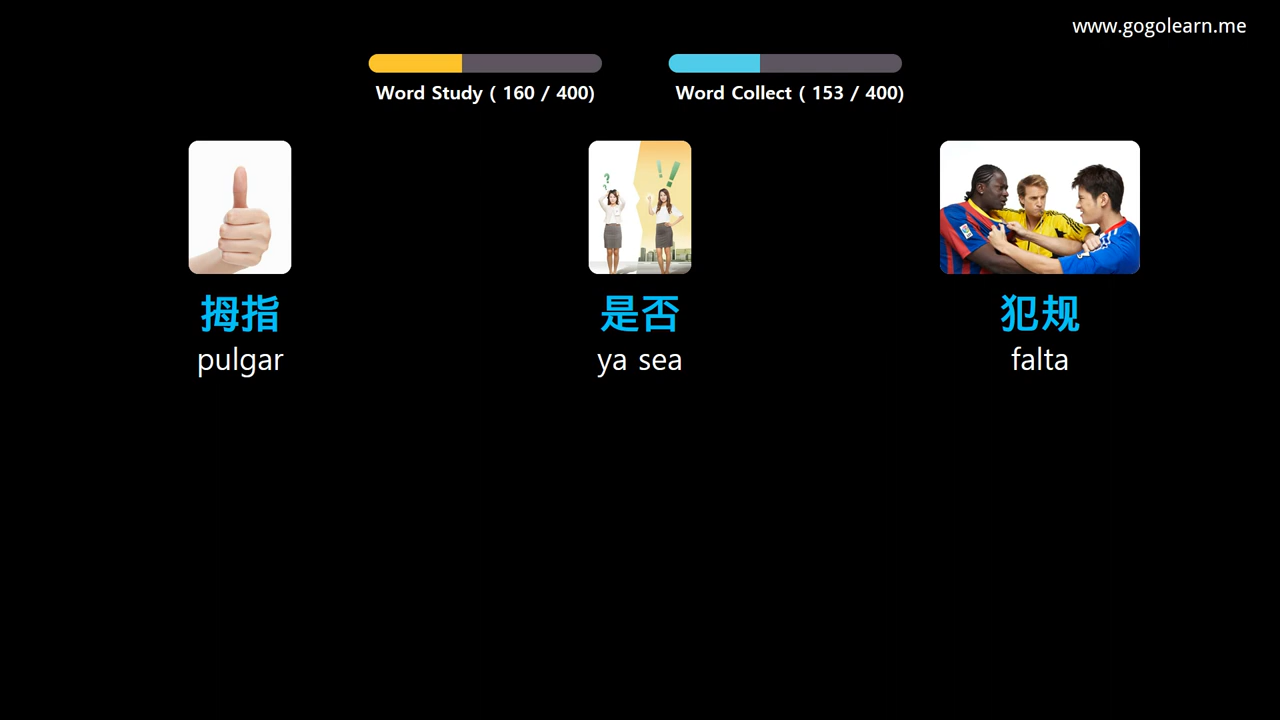 www.gogolearn.me
Word Study ( 160 / 400)
Word Collect ( 153 / 400)
拇指
是否
犯规
pulgar
ya sea
falta